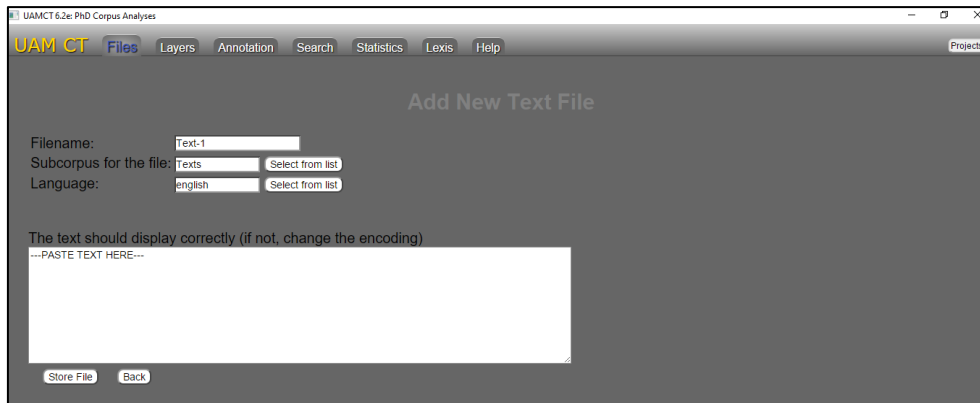 UAMCT 6.2e: PhD Corpus Analyses
UAM CT Files Layers Annotation Search Statistics Lexis Help Projects
Add New Text File
Filename: Text-1
Subcorpus for the file: Texts Select from list
Language: english Select from list
The text should display correctly (if not, change the encoding)
---PASTE TEXT HERE---
Store File Back